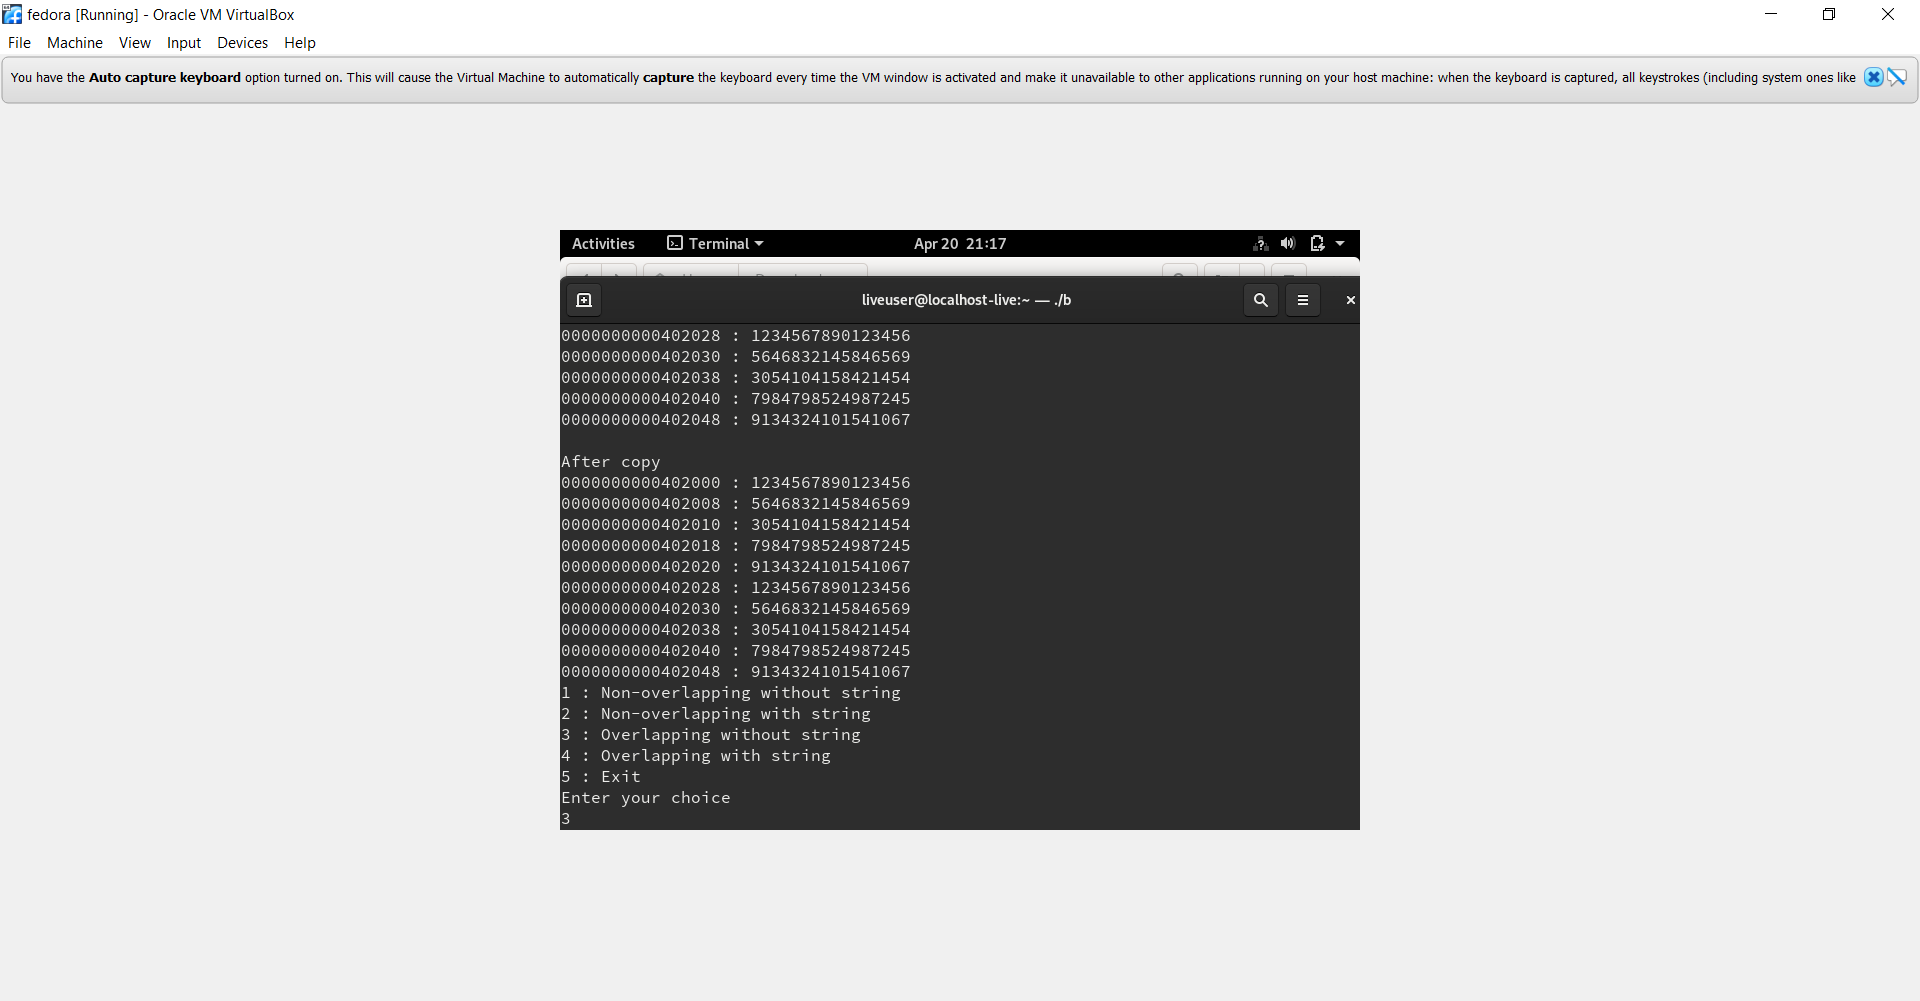 fedora [Running] - Oracle VM VirtualBox
File Machine View Input Devices Help
You have the Auto capture keyboard option turned on. This will cause the Virtual Machine to automatically capture the keyboard every time the VM window is activated and make it unavailable to other applications running on your host machine: when the keyboard is captured, all keystrokes (including system ones like
Activities Terminal Apr 20 21:17
liveuser@localhost-live:~ — ./b
0000000000402028 : 1234567890123456
0000000000402030 : 5646832145846569
0000000000402038 : 3054104158421454
0000000000402040 : 7984798524987245
0000000000402048 : 9134324101541067
After copy
0000000000402000 : 1234567890123456
0000000000402008 : 5646832145846569
0000000000402010 : 3054104158421454
0000000000402018 : 7984798524987245
0000000000402020 : 9134324101541067
0000000000402028 : 1234567890123456
0000000000402030 : 5646832145846569
0000000000402038 : 3054104158421454
0000000000402040 : 7984798524987245
0000000000402048 : 9134324101541067
1 : Non-overlapping without string
2 : Non-overlapping with string
3 : Overlapping without string
4 : Overlapping with string
5 : Exit
Enter your choice
3